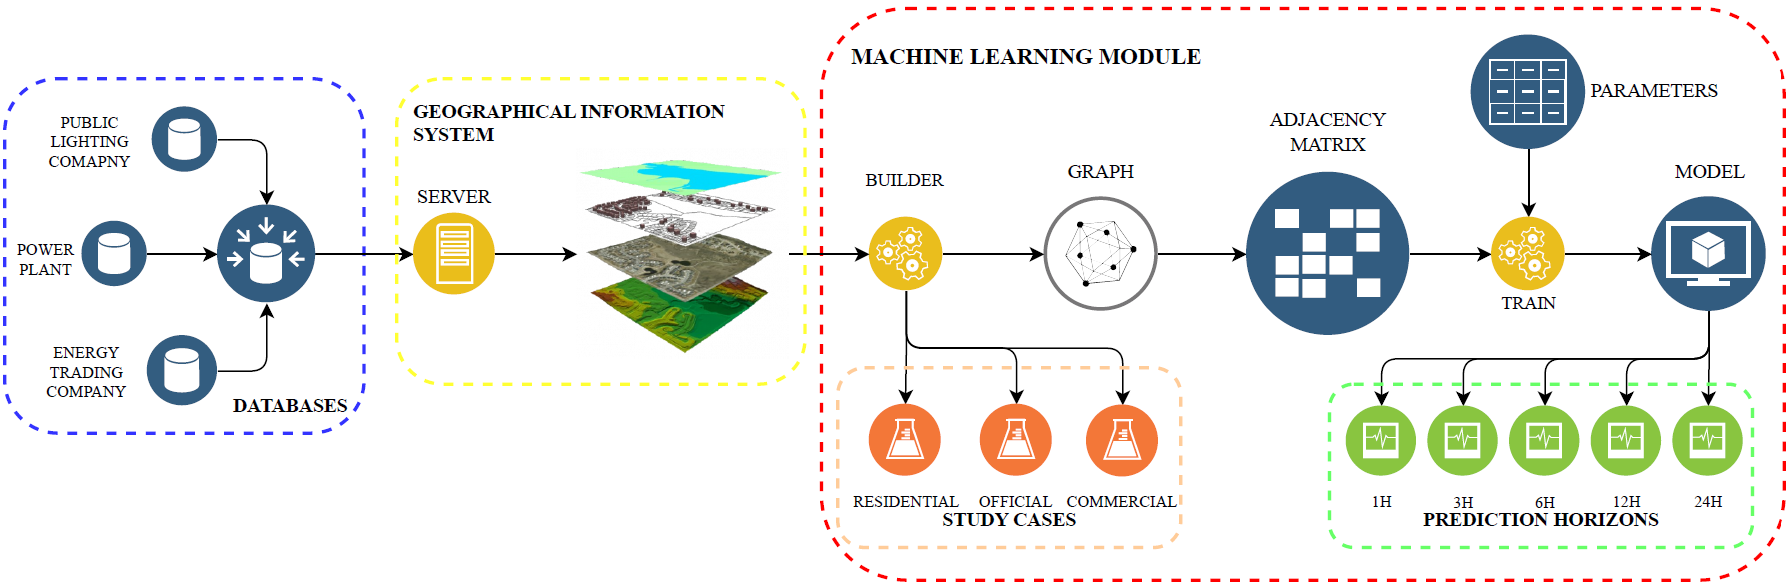 PUBLIC
LIGHTING
COMAPNY
POWER
PLANT
ENERGY
TRADING
COMPANY
DATABASES
GEOGRAPHICAL INFORMATION
SYSTEM
SERVER
MACHINE LEARNING MODULE
BUILDER
GRAPH
ADJACENCY
MATRIX
PARAMETERS
TRAIN
MODEL
RESIDENTIAL
OFFICIAL
COMMERCIAL
STUDY CASES
1H
3H
6H
12H
24H
PREDICTION HORIZONS